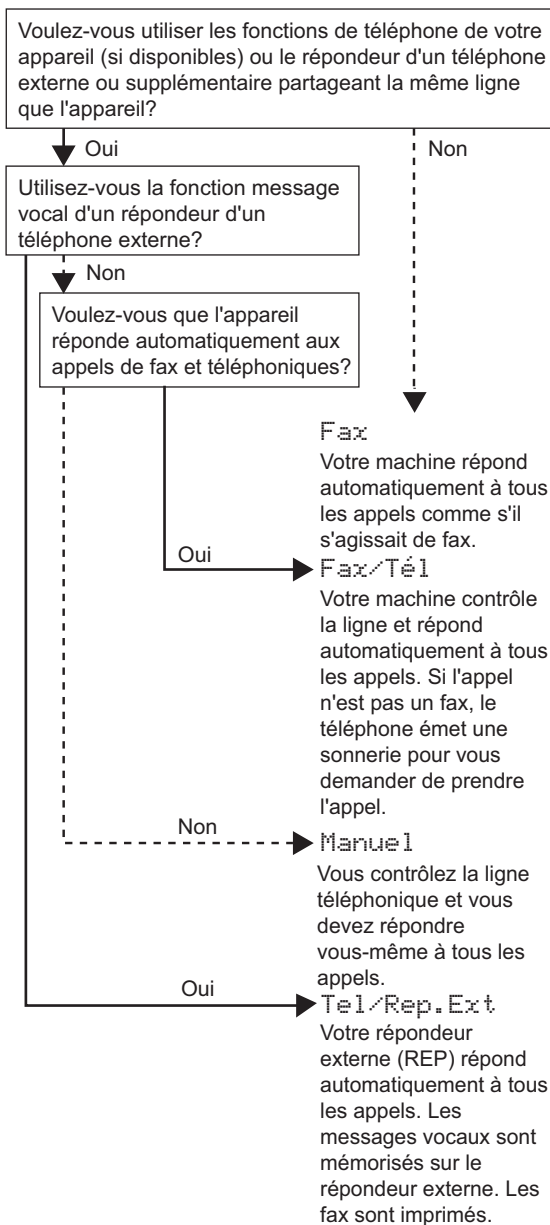 Voulez-vous utiliser les fonctions de téléphone de votre
appareil (si disponibles) ou le répondeur d'un téléphone
externe ou supplémentaire partageant la même ligne
que l'appareil?
Oui
Non
Utilisez-vous la fonction message
vocal d'un répondeur d'un
téléphone externe?
Non
Voulez-vous que l'appareil
réponde automatiquement aux
appels de fax et téléphoniques?
Fax
Votre machine répond
automatiquement à tous
les appels comme s'il
s'agissait de fax.
Oui
Fax/Tél
Votre machine contrôle
la ligne et répond
automatiquement à tous
les appels. Si l'appel
n'est pas un fax, le
téléphone émet une
sonnerie pour vous
demander de prendre
l'appel.
Non
Manuel
Vous contrôlez la ligne
téléphonique et vous
devez répondre
vous-même à tous les
appels.
Oui
Tel/Rep.Ext
Votre répondeur
externe (REP) répond
automatiquement à tous
les appels. Les
messages vocaux sont
mémorisés sur le
répondeur externe. Les
fax sont imprimés.